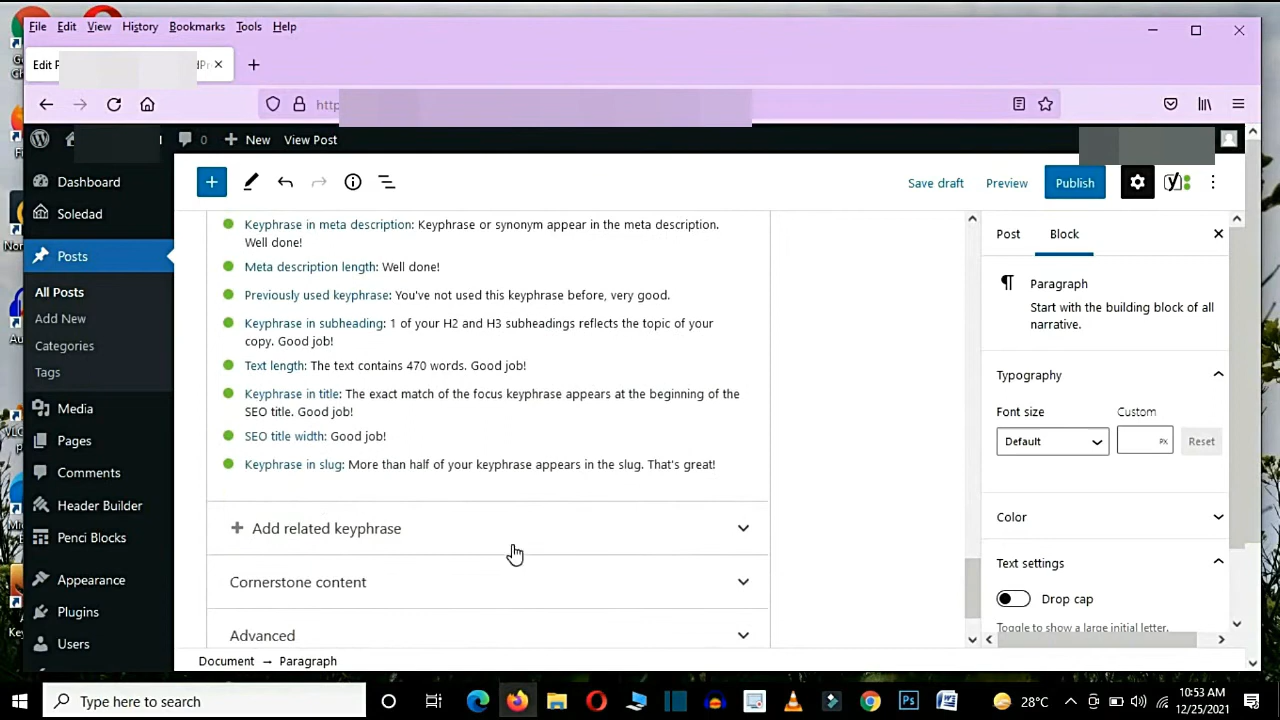 File Edit View History Bookmarks Tools Help
Edit P
http
0 New View Post
Dashboard
Soledad
Posts
All Posts
Add New
Categories
Tags
Media
Pages
Comments
Header Builder
Penci Blocks
Appearance
Plugins
Users
Save draft Preview Publish
Keyphrase in meta description: Keyphrase or synonym appear in the meta description.
Well done!
Meta description length: Well done!
Previously used keyphrase: You've not used this keyphrase before, very good.
Keyphrase in subheading: 1 of your H2 and H3 subheadings reflects the topic of your
copy. Good job!
Text length: The text contains 470 words. Good job!
Keyphrase in title: The exact match of the focus keyphrase appears at the beginning of the
SEO title. Good job!
SEO title width: Good job!
Keyphrase in slug: More than half of your keyphrase appears in the slug. That's great!
Add related keyphrase
Cornerstone content
Advanced
Document → Paragraph
Post Block
Paragraph
Start with the building block of all
narrative.
Typography
Font size Custom
Default PX Reset
Color
Text settings
Drop cap
Toggle to show a large initial letter.
Type here to search
28°C
10:53 AM
12/25/2021